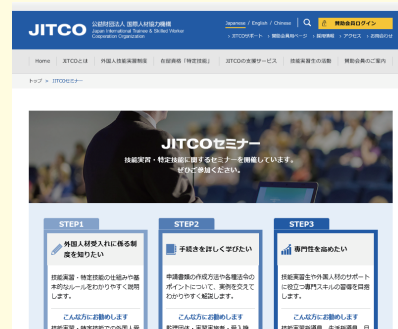 JITCO
公益財団法人 国際人材協力機構
Japan International Trainee & Skilled Worker
Cooperation Organization
Japanese / English / Chinese
賛助会員ログイン
JITCOサポート 賛助会員用ページ 採用情報 アクセス お問合わせ
Home JITCOとは 外国人技能実習制度 在留資格「特定技能」 JITCOの支援サービス 技能実習生の活動 賛助会員のご案内
トップ > JITCOセミナー
JITCOセミナー
技能実習・特定技能に関するセミナーを開催しています。
ぜひご参加ください。
STEP1
外国人材受入れに係る制
度を知りたい
技能実習・特定技能の仕組みや基
本的なルールをわかりやすく説明
します。
こんな方にお勧めします
STEP2
手続きを詳しく学びたい
申請書類の作成方法や各種法令の
ポイントについて、実例を交えて
わかりやすく解説します。
こんな方にお勧めします
STEP3
専門性を高めたい
技能実習生や外国人材のサポート
に役立つ専門スキルの習得を目指
します。
こんな方にお勧めします